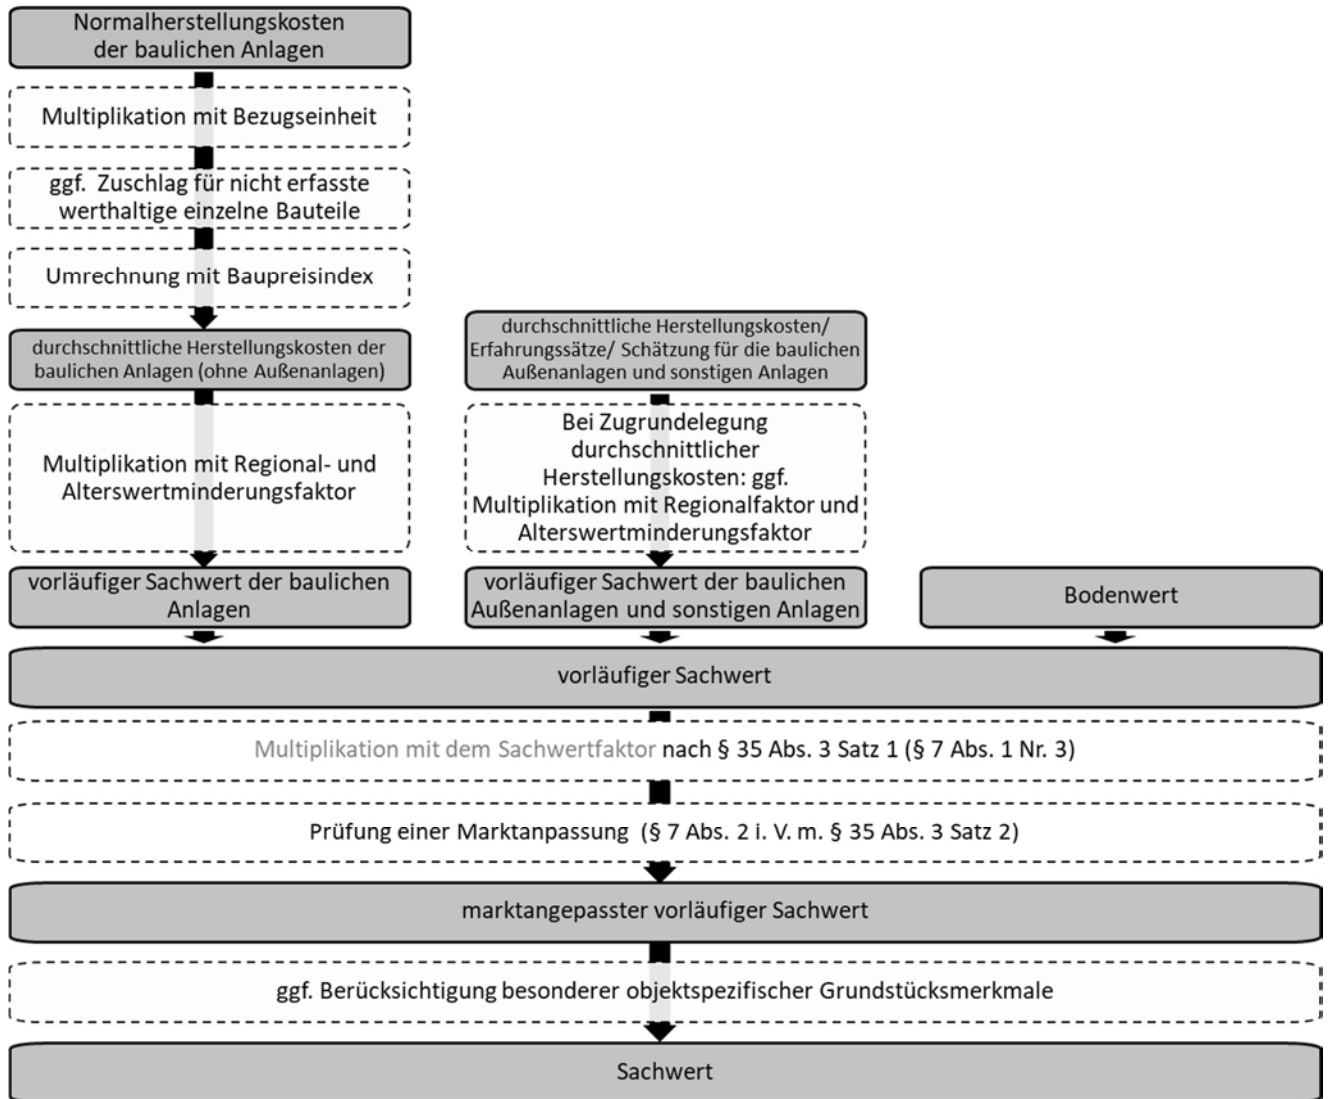 Normalherstellungskosten
der baulichen Anlagen
Multiplikation mit Bezugseinheit
ggf. Zuschlag für nicht erfasste
werthaltige einzelne Bauteile
Umrechnung mit Baupreisindex
durchschnittliche Herstellungskosten der
baulichen Anlagen (ohne Außenanlagen)
Multiplikation mit Regional- und
Alterswertminderungsfaktor
vorläufiger Sachwert der baulichen
Anlagen
durchschnittliche Herstellungskosten/
Erfahrungssätze/ Schätzung für die baulichen
Außenanlagen und sonstigen Anlagen
Bei Zugrundelegung
durchschnittlicher
Herstellungskosten: ggf.
Multiplikation mit Regionalfaktor und
Alterswertminderungsfaktor
vorläufiger Sachwert der baulichen
Außenanlagen und sonstigen Anlagen
Bodenwert
vorläufiger Sachwert
Multiplikation mit dem Sachwertfaktor nach § 35 Abs. 3 Satz 1 (§ 7 Abs. 1 Nr. 3)
Prüfung einer Marktanpassung (§ 7 Abs. 2 i. V. m. § 35 Abs. 3 Satz 2)
marktangepasster vorläufiger Sachwert
ggf. Berücksichtigung besonderer objektspezifischer Grundstücksmerkmale
Sachwert